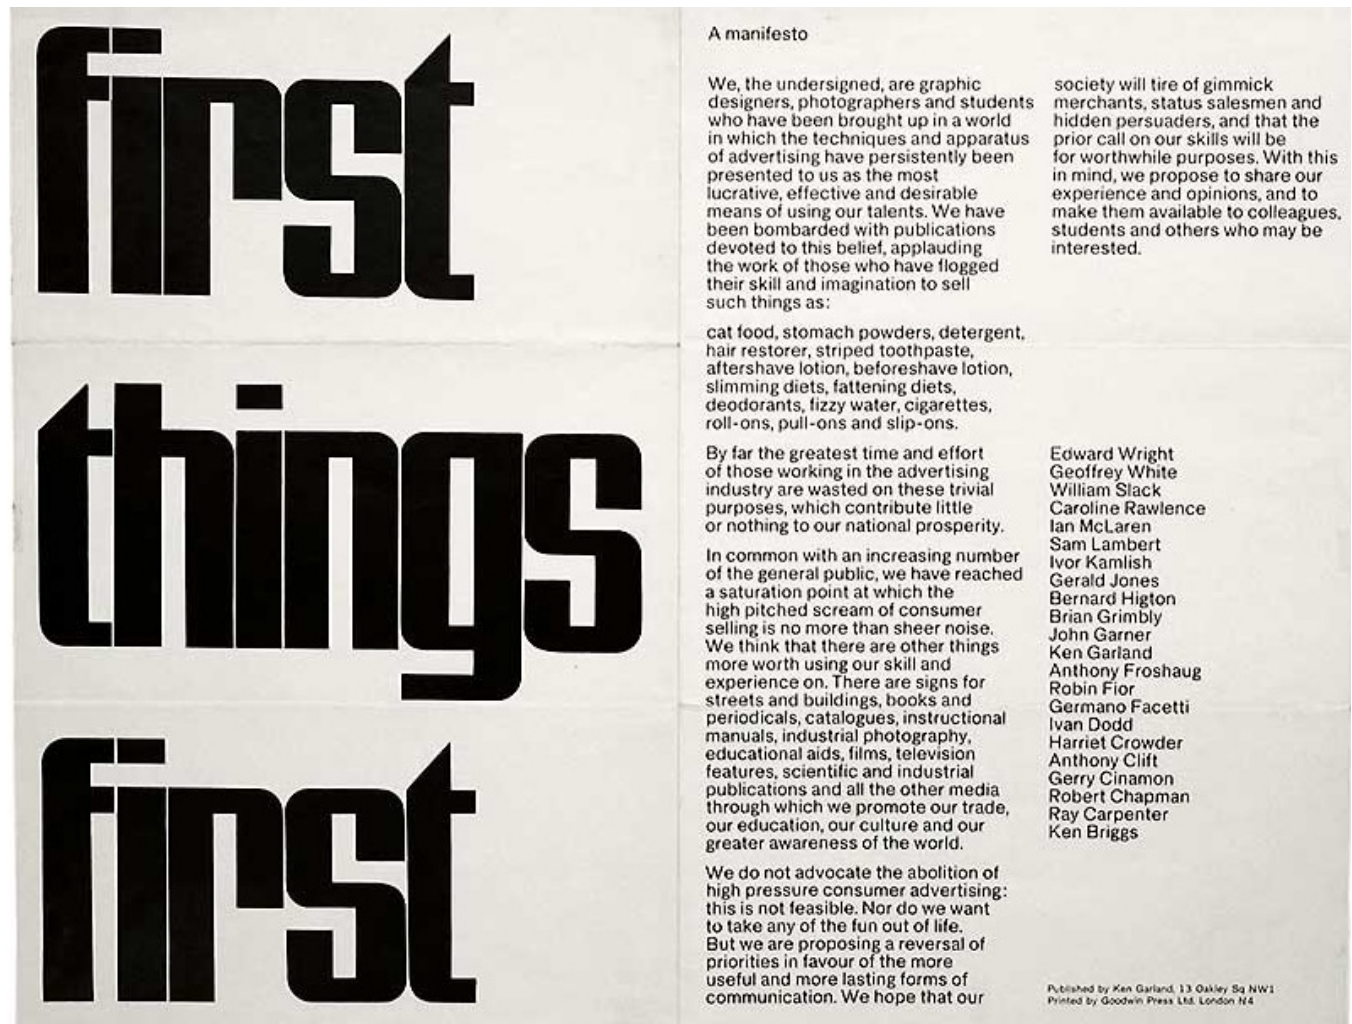 first
things
first
A manifesto
We, the undersigned, are graphic
designers, photographers and students
who have been brought up in a world
in which the techniques and apparatus
of advertising have persistently been
presented to us as the most
lucrative, effective and desirable
means of using our talents. We have
been bombarded with publications
devoted to this belief, applauding
the work of those who have flogged
their skill and imagination to sell
such things as:
cat food, stomach powders, detergent,
hair restorer, striped toothpaste,
aftershave lotion, beforeshave lotion,
slimming diets, fattening diets,
deodorants, fizzy water, cigarettes,
roll-ons, pull-ons and slip-ons.
By far the greatest time and effort
of those working in the advertising
industry are wasted on these trivial
purposes, which contribute little
or nothing to our national prosperity.
In common with an increasing number
of the general public, we have reached
a saturation point at which the
high pitched scream of consumer
selling is no more than sheer noise.
We think that there are other things
more worth using our skill and
experience on. There are signs for
streets and buildings, books and
periodicals, catalogues, instructional
manuals, industrial photography,
educational aids, films, television
features, scientific and industrial
publications and all the other media
through which we promote our trade,
our education, our culture and our
greater awareness of the world.
We do not advocate the abolition of
high pressure consumer advertising:
this is not feasible. Nor do we want
to take any of the fun out of life.
But we are proposing a reversal of
priorities in favour of the more
useful and more lasting forms of
communication. We hope that our
society will tire of gimmick
merchants, status salesmen and
hidden persuaders, and that the
prior call on our skills will be
for worthwhile purposes. With this
in mind, we propose to share our
experience and opinions, and to
make them available to colleagues,
students and others who may be
interested.
Edward Wright
Geoffrey White
William Slack
Caroline Rawlence
Ian McLaren
Sam Lambert
Ivor Kamlish
Gerald Jones
Bernard Higton
Brian Grimbly
John Garner
Ken Garland
Anthony Froshaug
Robin Fior
Germano Facetti
Ivan Dodd
Harriet Crowder
Anthony Clift
Gerry Cinamon
Robert Chapman
Ray Carpenter
Ken Briggs
Published by Ken Garland, 13 Oakley Sq NW1
Printed by Goodwin Press Ltd. London N4